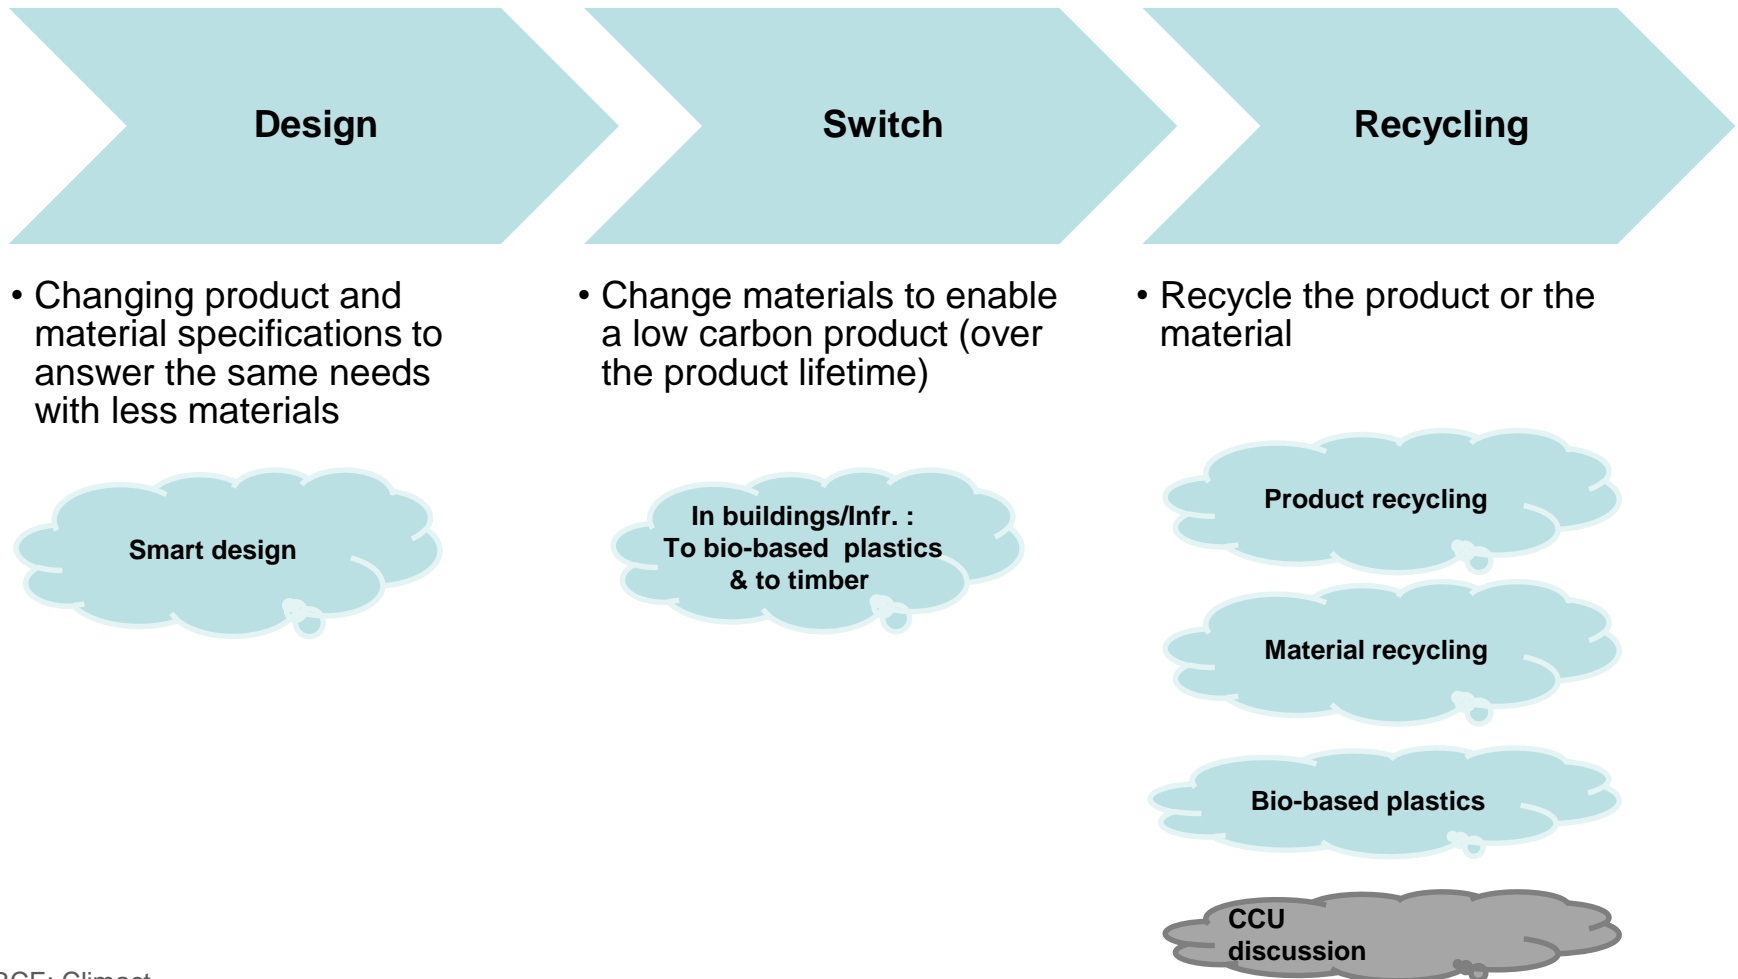 Design
Switch
Recycling
• Changing product and
material specifications to
answer the same needs
with less materials
• Change materials to enable
a low carbon product (over
the product lifetime)
• Recycle the product or the
material
Smart design
In buildings/Infr. :
To bio-based  plastics
& to timber
Product recycling
Material recycling
Bio-based plastics
CCU
discussion
Climact